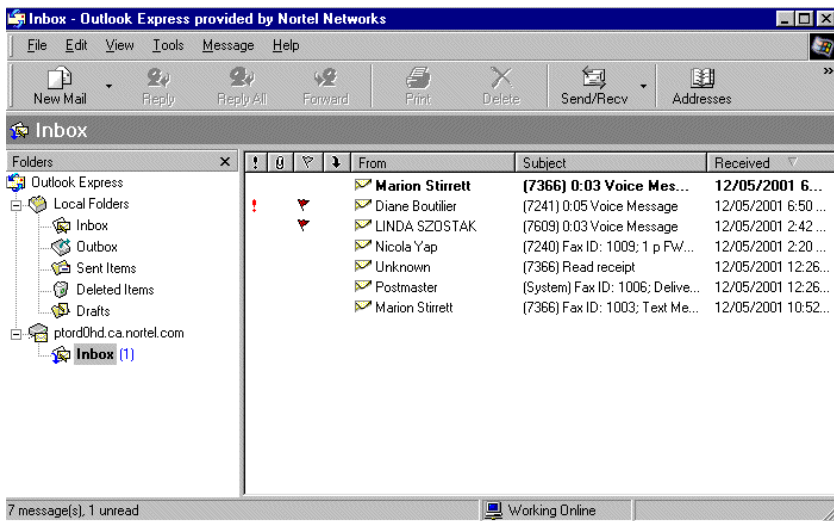 Inbox - Outlook Express provided by Nortel Networks
File Edit View Tools Message Help
New Mail Reply Reply All Forward Print Delete Send/Recv Addresses »
Inbox
Folders x ! From Subject Received
Outlook Express Marion Stirrett (7366) 0:03 Voice Mes... 12/05/2001 6...
Local Folders ! Diane Boutilier (7241) 0:05 Voice Message 12/05/2001 6:50 ...
Inbox LINDA SZOSTAK (7609) 0:03 Voice Message 12/05/2001 2:42 ...
Outbox Nicola Yap (7240) Fax ID: 1009; 1 p FW... 12/05/2001 2:20 ...
Sent Items Unknown (7366) Read receipt 12/05/2001 12:26...
Deleted Items Postmaster (System) Fax ID: 1006; Delive... 12/05/2001 12:26...
Drafts Marion Stirrett (7366) Fax ID: 1003; Text Me... 12/05/2001 10:52...
ptord0hd.ca.nortel.com
Inbox (1)
7 message(s), 1 unread Working Online